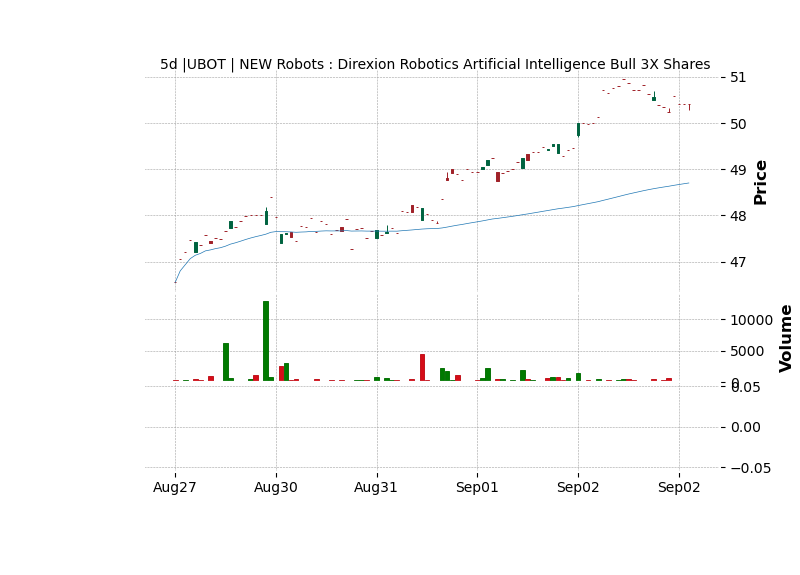 5d |UBOT | NEW Robots : Direxion Robotics Artificial Intelligence Bull 3X Shares
51
50
49
48
47
Price
10000
5000
0
Volume
0.05
0.00
−0.05
Aug27 Aug30 Aug31 Sep01 Sep02 Sep02